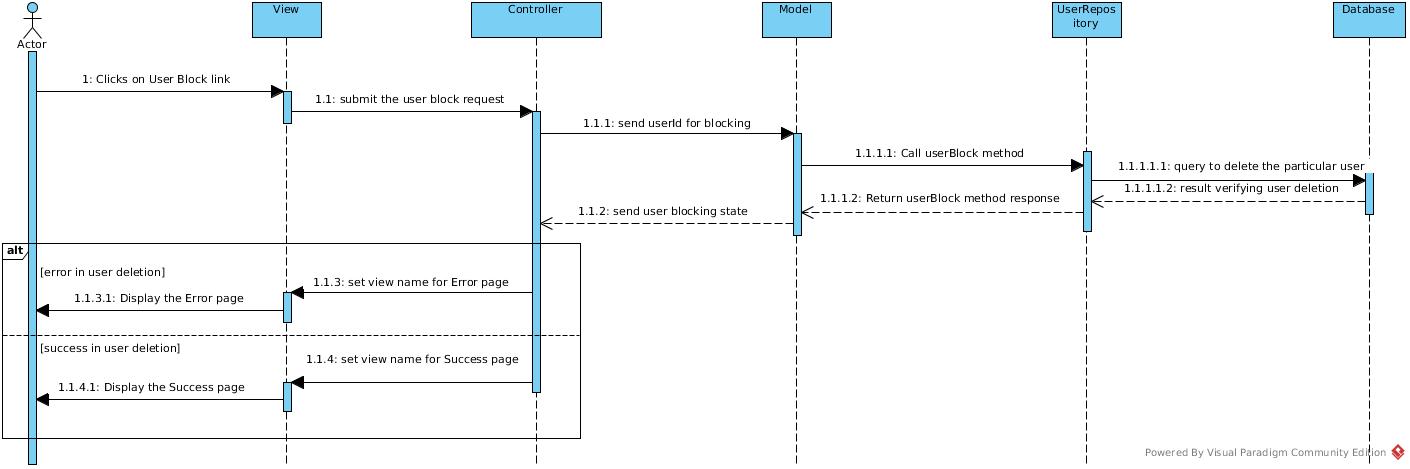 View
Controller
Model
UserRepos
itory
Database
Actor
1: Clicks on User Block link
1.1: submit the user block request
1.1.1: send userId for blocking
1.1.1.1: Call userBlock method
1.1.1.1.1: query to delete the particular user
1.1.1.1.2: result verifying user deletion
1.1.1.2: Return userBlock method response
1.1.2: send user blocking state
alt
[error in user deletion]
1.1.3: set view name for Error page
1.1.3.1: Display the Error page
[success in user deletion]
1.1.4: set view name for Success page
1.1.4.1: Display the Success page
Powered By Visual Paradigm Community Edition